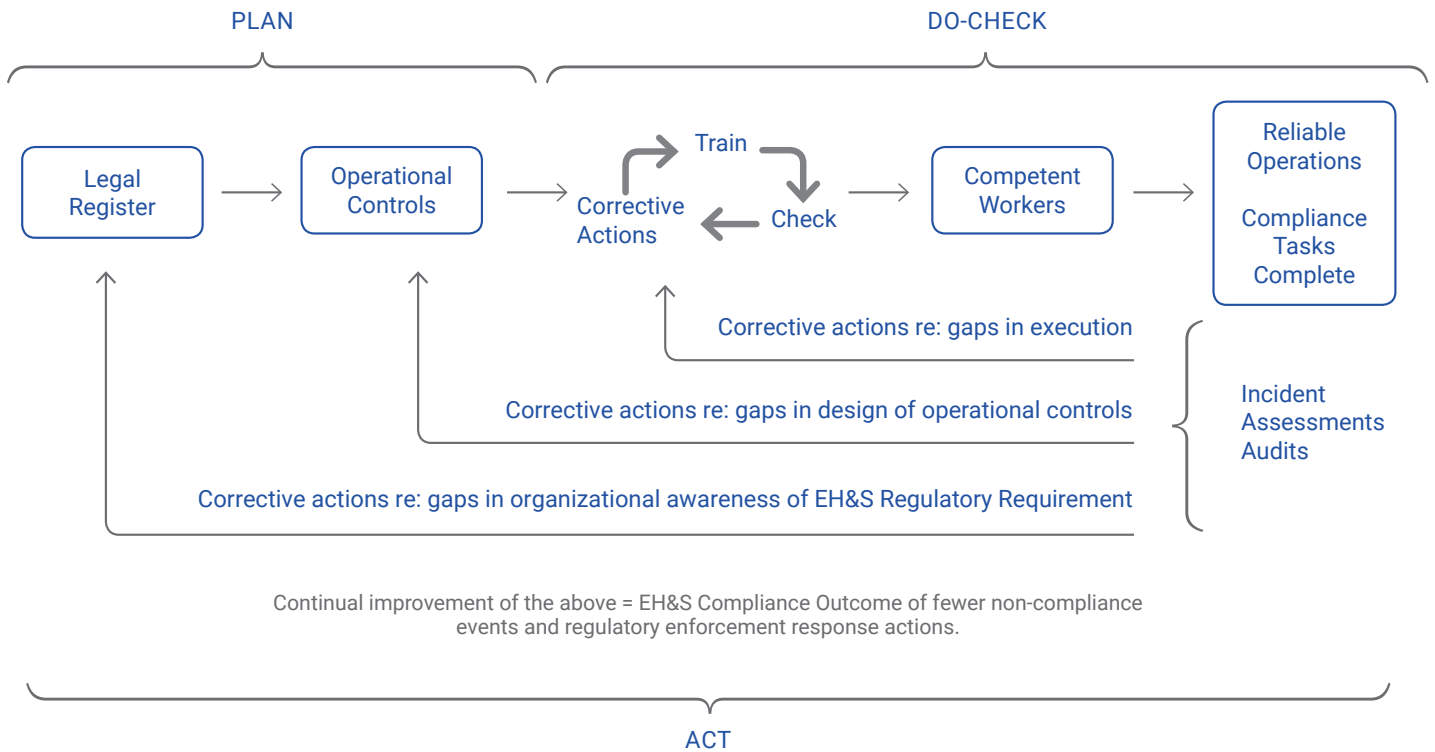 PLAN
DO-CHECK
Legal
Register
Operational
Controls
Train
Check
Corrective
Actions
Competent
Workers
Reliable
Operations
Compliance
Tasks
Complete
Corrective actions re: gaps in execution
Corrective actions re: gaps in design of operational controls
Corrective actions re: gaps in organizational awareness of EH&S Regulatory Requirement
Incident
Assessments
Audits
Continual improvement of the above = EH&S Compliance Outcome of fewer non-compliance
events and regulatory enforcement response actions.
ACT